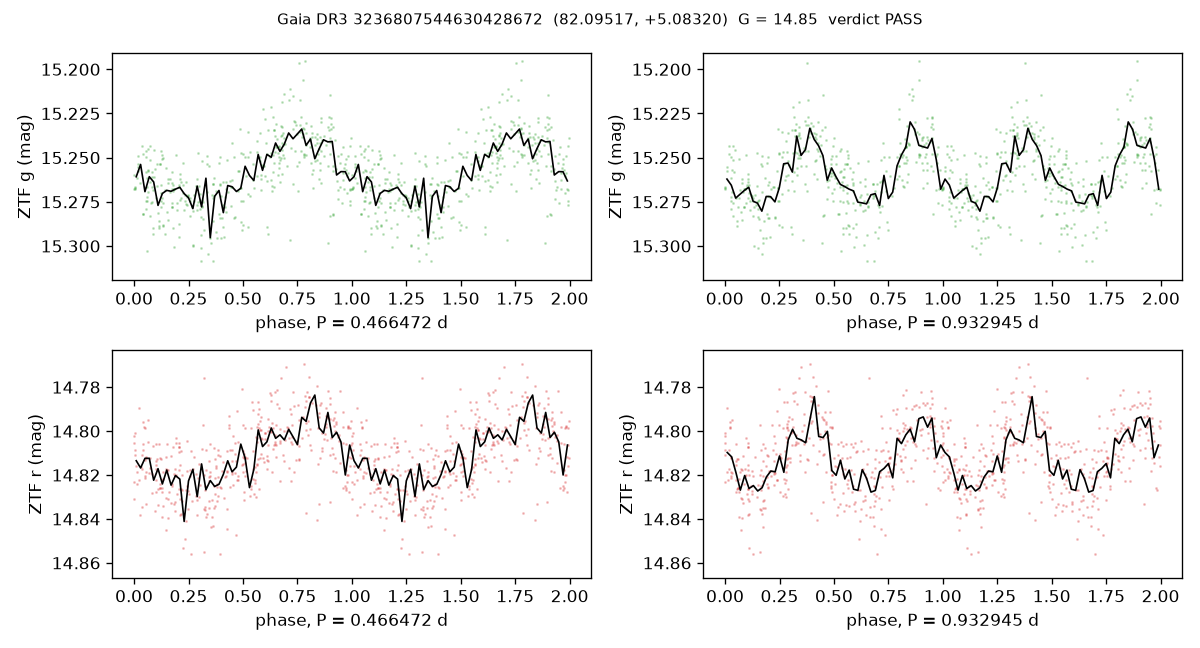 Gaia DR3 3236807544630428672  (82.09517, +5.08320)  G = 14.85  verdict PASS
ZTF g (mag)
15.200
15.225
15.250
15.275
15.300
0.00 0.25 0.50 0.75 1.00 1.25 1.50 1.75 2.00
phase, P = 0.466472 d
ZTF g (mag)
15.200
15.225
15.250
15.275
15.300
0.00 0.25 0.50 0.75 1.00 1.25 1.50 1.75 2.00
phase, P = 0.932945 d
ZTF r (mag)
14.78
14.80
14.82
14.84
14.86
0.00 0.25 0.50 0.75 1.00 1.25 1.50 1.75 2.00
phase, P = 0.466472 d
ZTF r (mag)
14.78
14.80
14.82
14.84
14.86
0.00 0.25 0.50 0.75 1.00 1.25 1.50 1.75 2.00
phase, P = 0.932945 d